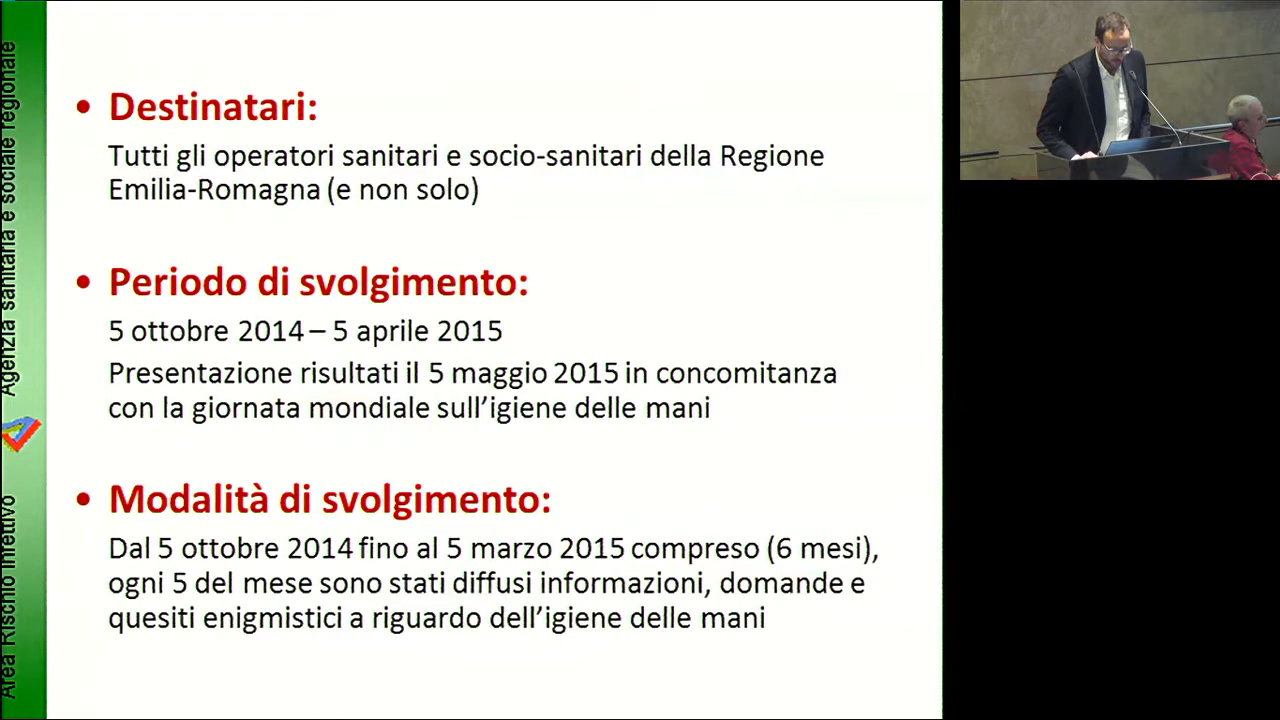 • Destinatari:
Tutti gli operatori sanitari e socio-sanitari della Regione
Emilia-Romagna (e non solo)
• Periodo di svolgimento:
5 ottobre 2014 – 5 aprile 2015
Presentazione risultati il 5 maggio 2015 in concomitanza
con la giornata mondiale sull'igiene delle mani
• Modalità di svolgimento:
Dal 5 ottobre 2014 fino al 5 marzo 2015 compreso (6 mesi),
ogni 5 del mese sono stati diffusi informazioni, domande e
quesiti enigmistici a riguardo dell'igiene delle mani
Agenzia sanitaria e sociale regionale
Area Rischio Infettivo